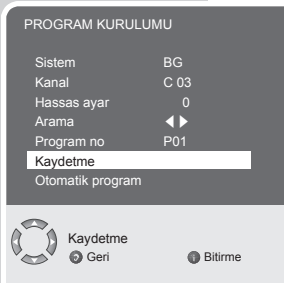 PROGRAM KURULUMU
Sistem BG
Kanal C 03
Hassas ayar 0
Arama
Program no P01
Kaydetme
Otomatik program
Kaydetme
Geri Bitirme